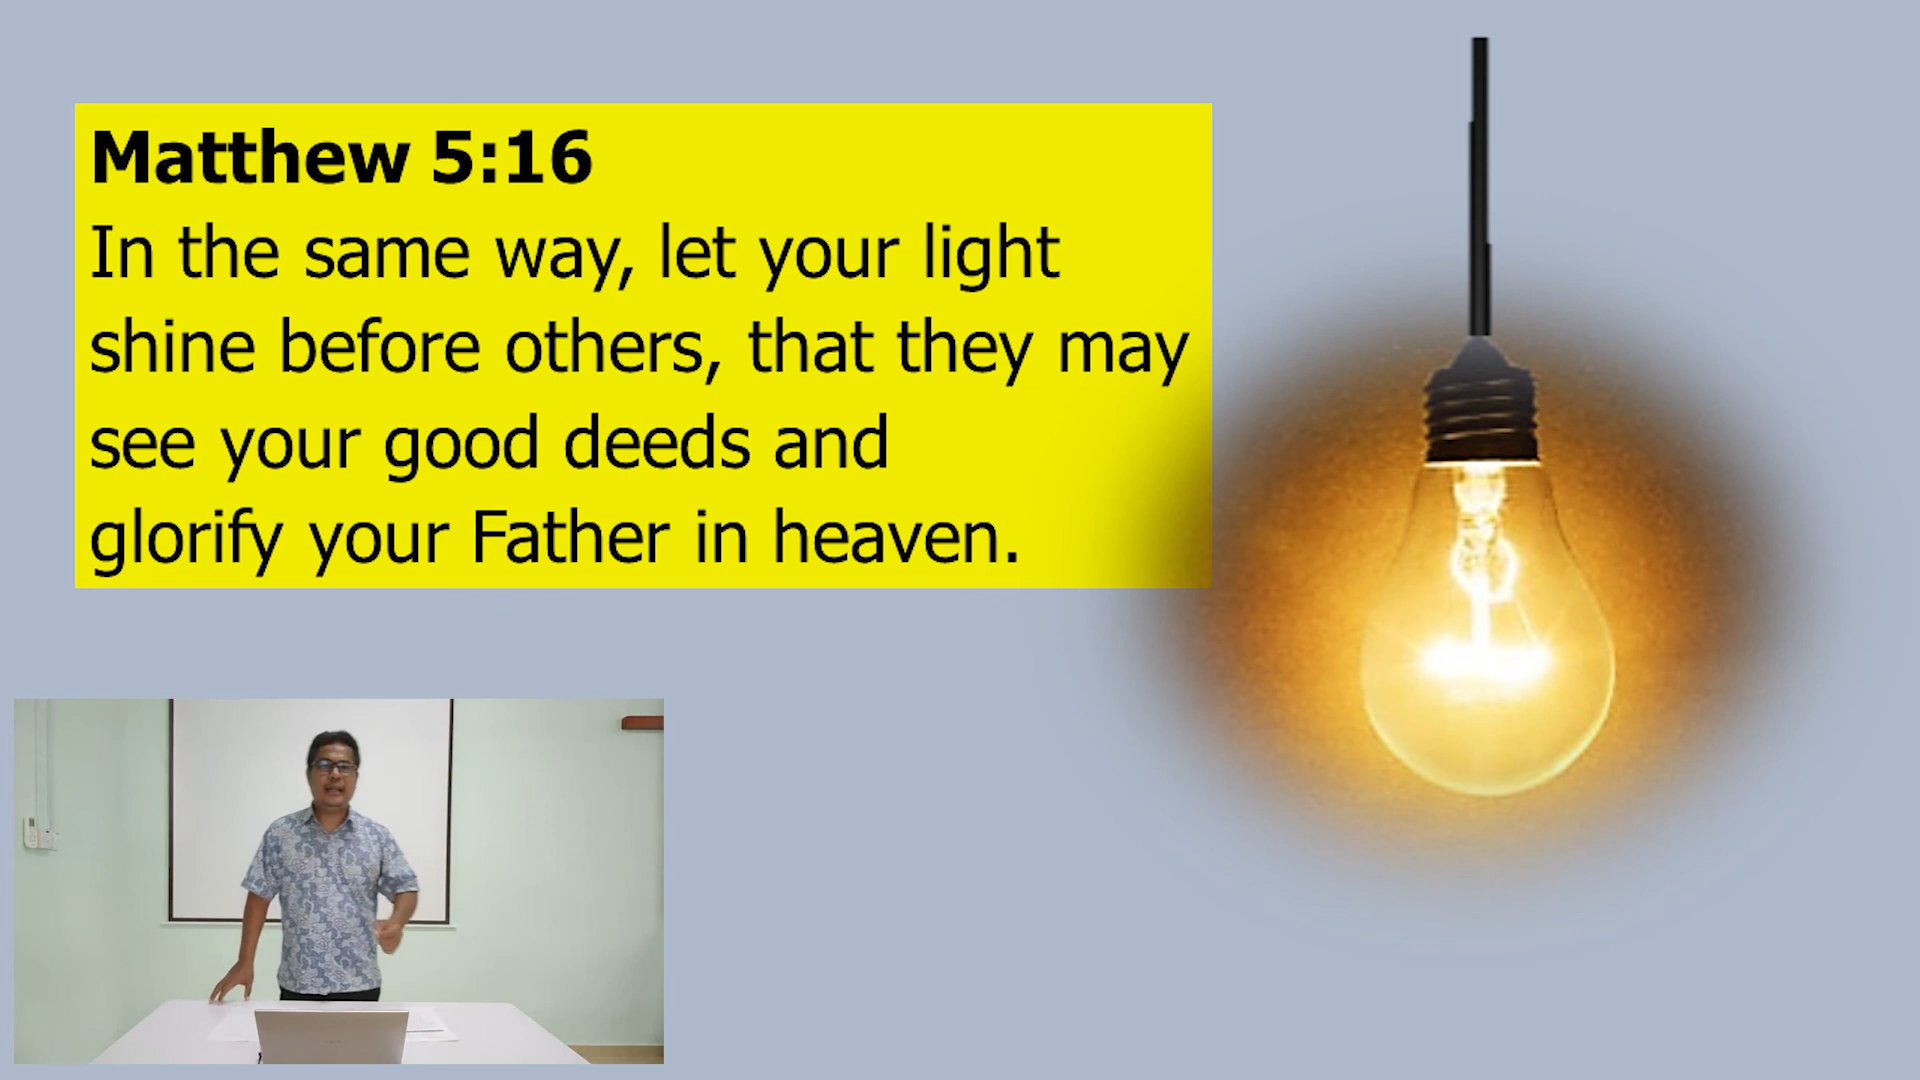 Matthew 5:16
In the same way, let your light
shine before others, that they may
see your good deeds and
glorify your Father in heaven.